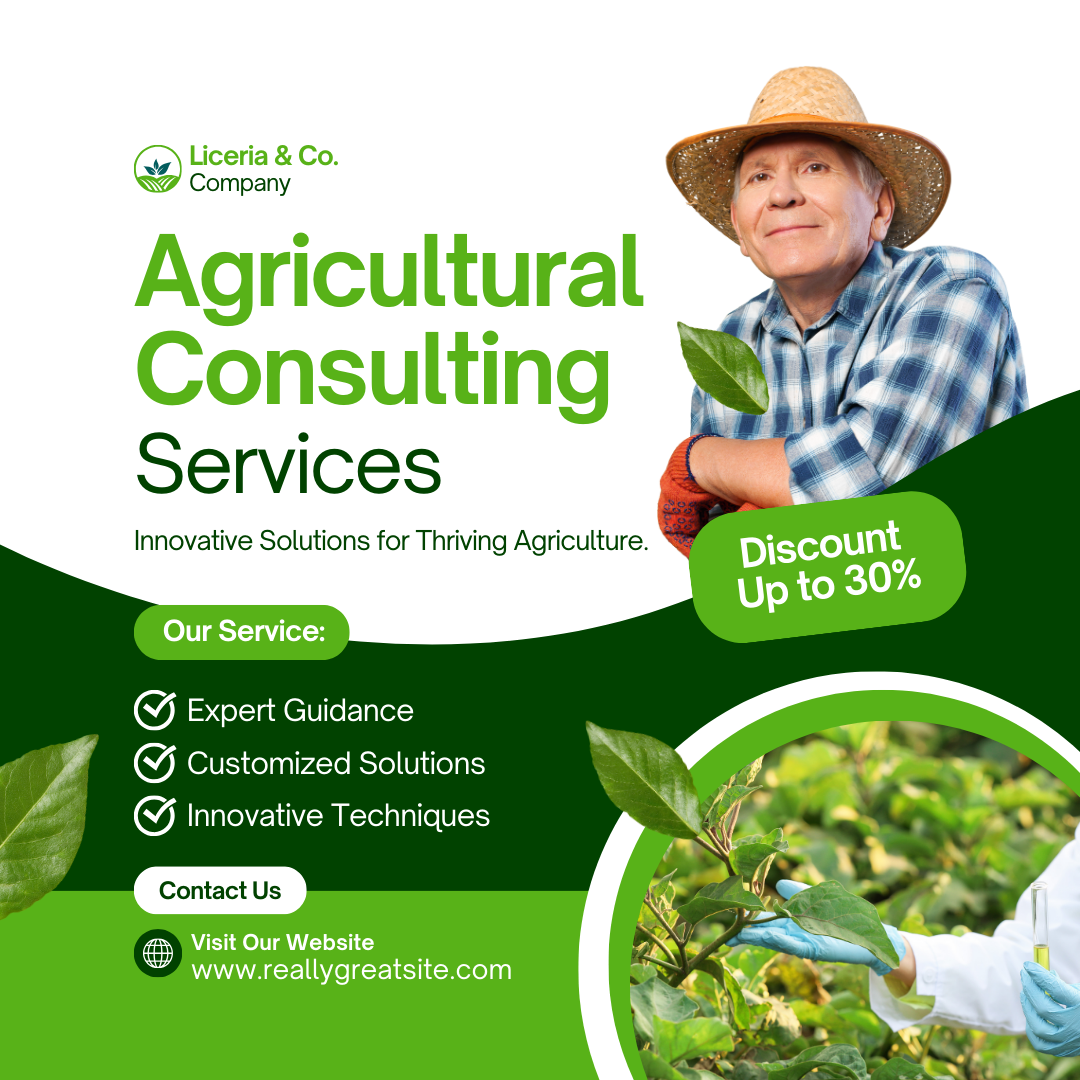 Liceria & Co.
Company
Agricultural
Consulting
Services
Innovative Solutions for Thriving Agriculture.
Discount
Up to 30%
Our Service:
Expert Guidance
Customized Solutions
Innovative Techniques
Contact Us
Visit Our Website
www.reallygreatsite.com